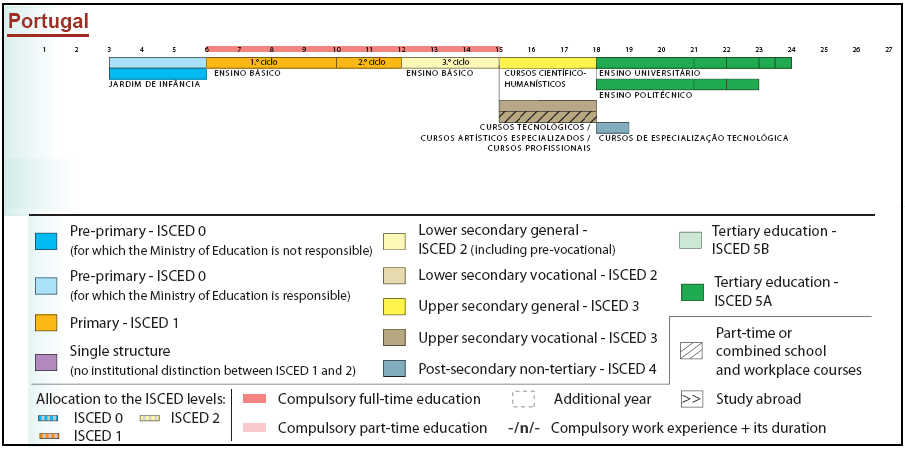 Portugal
1 2 3 4 5 6 7 8 9 10 11 12 13 14 15 16 17 18 19 20 21 22 23 24 25 26 27
1.º ciclo 2.º ciclo 3.º ciclo
JARDIM DE INFÂNCIA
ENSINO BÁSICO
ENSINO BÁSICO
CURSOS CIENTÍFICO-
HUMANÍSTICOS
ENSINO UNIVERSITÁRIO
ENSINO POLITÉCNICO
CURSOS TECNOLÓGICOS /
CURSOS ARTÍSTICOS ESPECIALIZADOS /
CURSOS PROFISSIONAIS
CURSOS DE ESPECIALIZAÇÃO TECNOLÓGICA
Pre-primary - ISCED 0
(for which the Ministry of Education is not responsible)
Pre-primary - ISCED 0
(for which the Ministry of Education is responsible)
Primary - ISCED 1
Single structure
(no institutional distinction between ISCED 1 and 2)
Lower secondary general -
ISCED 2 (including pre-vocational)
Lower secondary vocational - ISCED 2
Upper secondary general - ISCED 3
Upper secondary vocational - ISCED 3
Post-secondary non-tertiary - ISCED 4
Tertiary education -
ISCED 5B
Tertiary education -
ISCED 5A
Part-time or
combined school
and workplace courses
Allocation to the ISCED levels:
ISCED 0 ISCED 2
ISCED 1
Compulsory full-time education
Compulsory part-time education
Additional year
-/n/- Compulsory work experience + its duration
>> Study abroad